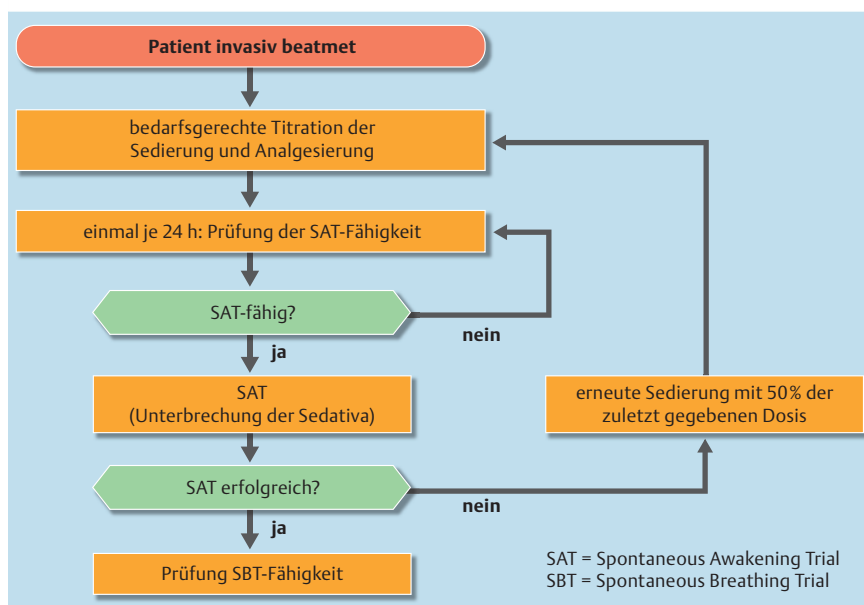 Patient invasiv beatmet
bedarfsgerechte Titration der
Sedierung und Analgesierung
einmal je 24 h: Prüfung der SAT-Fähigkeit
SAT-fähig?
nein
ja
SAT
(Unterbrechung der Sedativa)
erneute Sedierung mit 50% der
zuletzt gegebenen Dosis
SAT erfolgreich?
nein
ja
Prüfung SBT-Fähigkeit
SAT = Spontaneous Awakening Trial
SBT = Spontaneous Breathing Trial